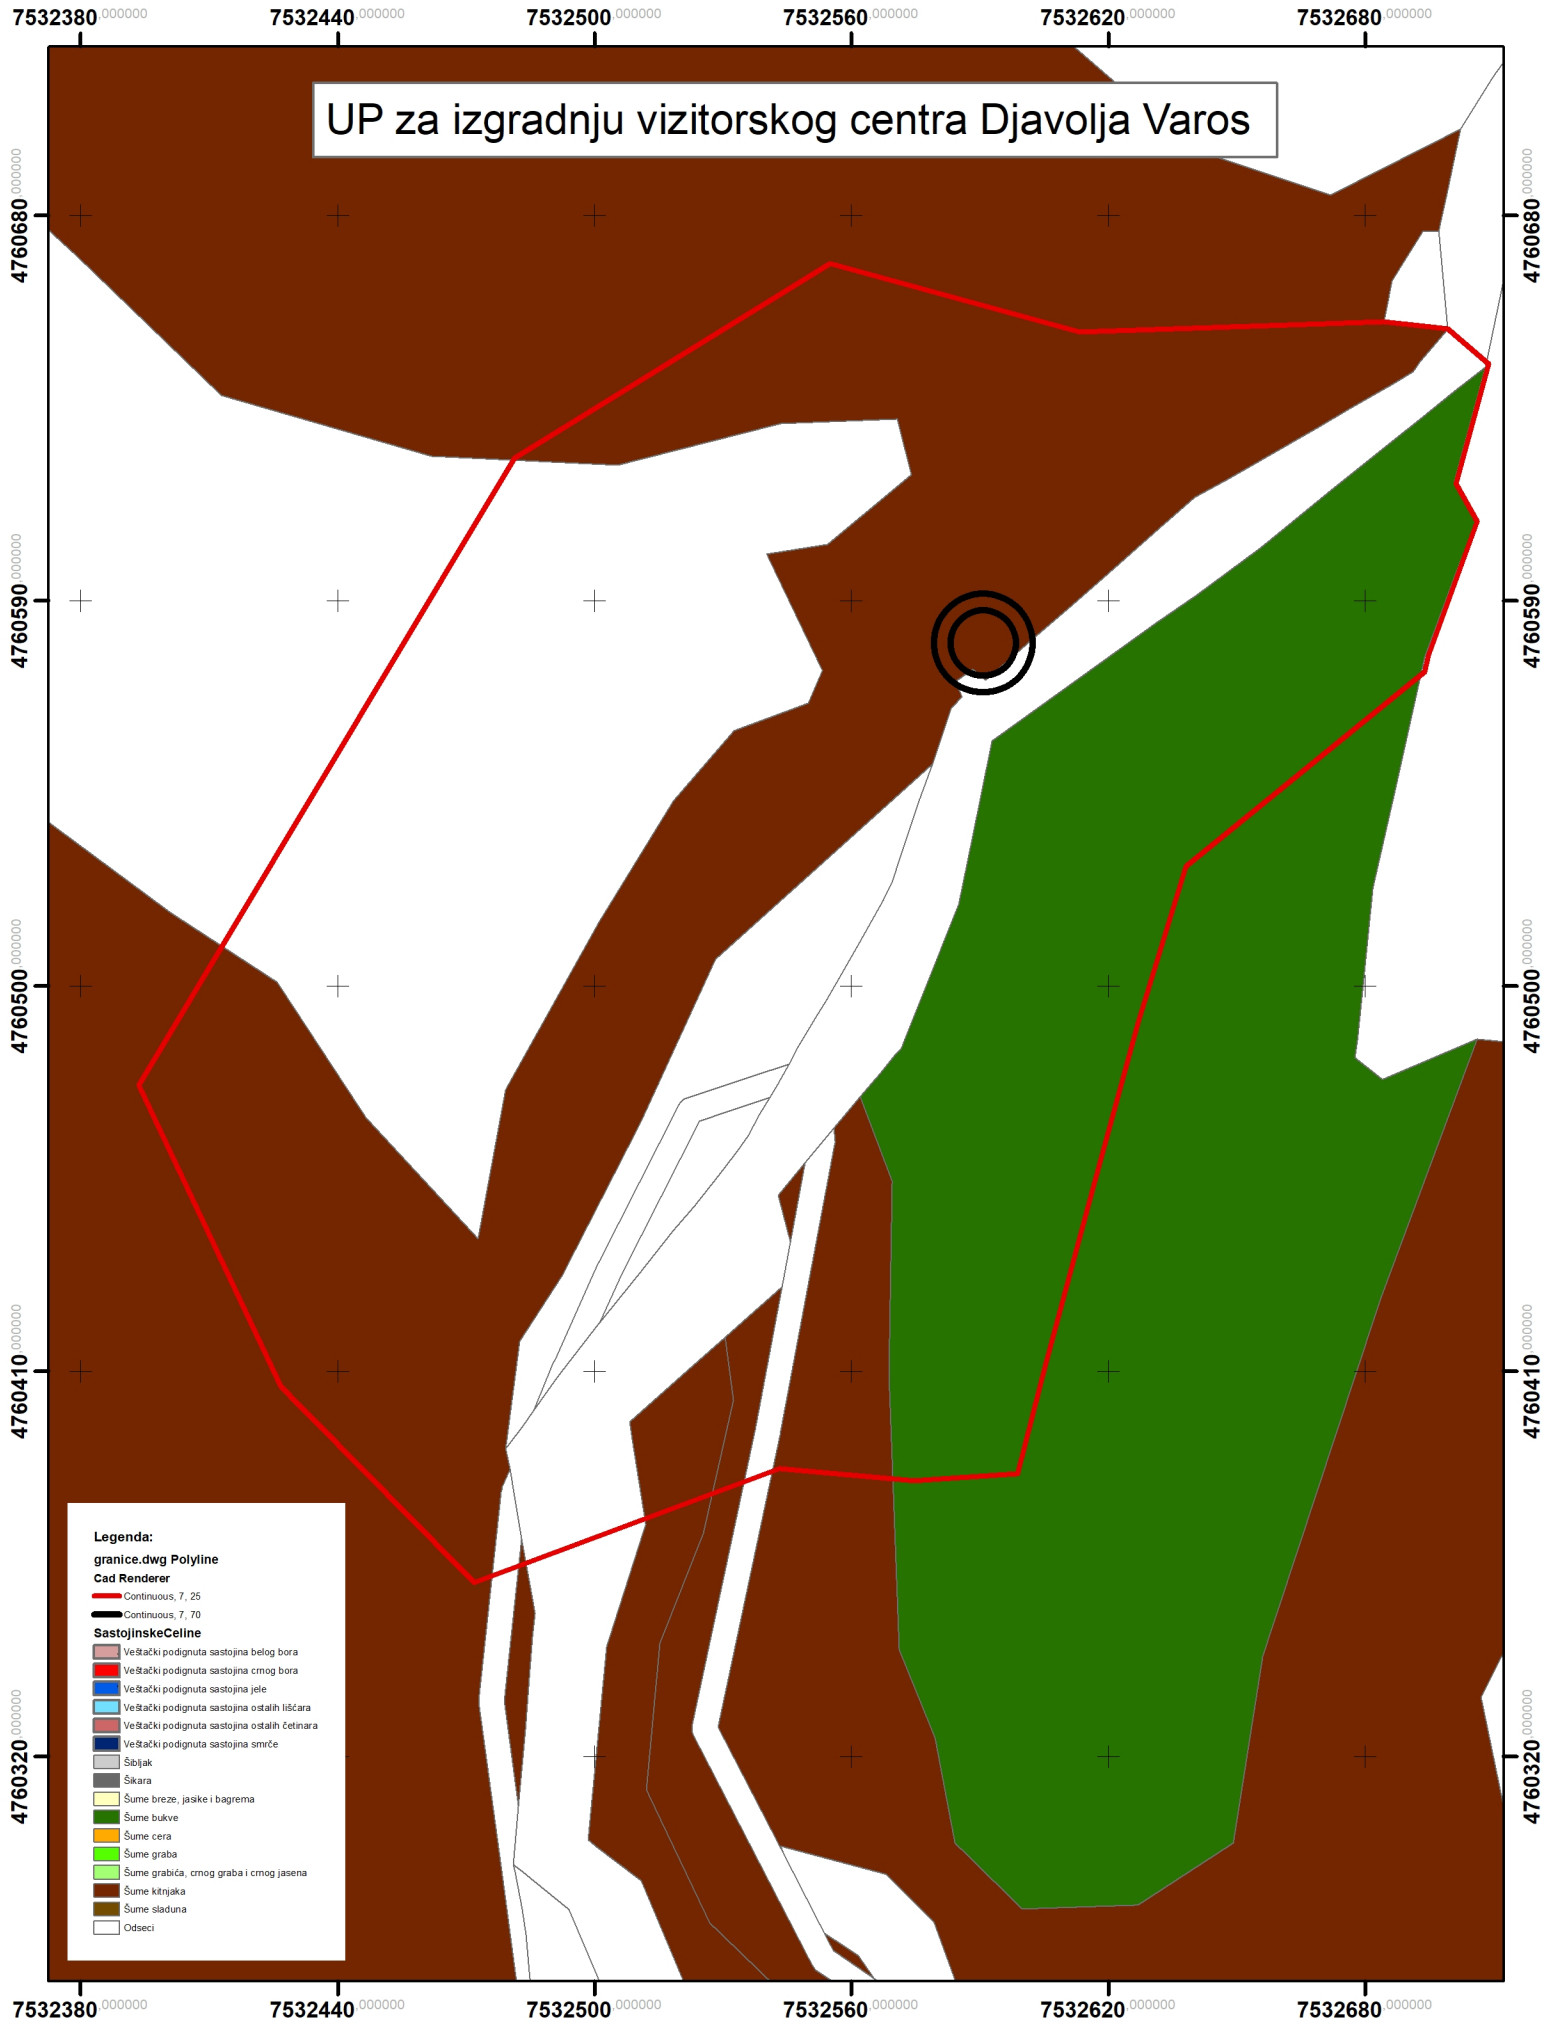 7532380,000000 7532440,000000 7532500,000000 7532560,000000 7532620,000000 7532680,000000
UP za izgradnju vizitorskog centra Djavolja Varos
4760680,000000 4760680,000000
4760590,000000 4760590,000000
4760500,000000 4760500,000000
4760410,000000 4760410,000000
4760320,000000 4760320,000000
Legenda:
granice.dwg Polyline
Cad Renderer
Continuous, 7, 25
Continuous, 7, 70
SastojinskeCeline
Veštački podignuta sastojina belog bora
Veštački podignuta sastojina crnog bora
Veštački podignuta sastojina jele
Veštački podignuta sastojina ostalih lišćara
Veštački podignuta sastojina ostalih četinara
Veštački podignuta sastojina smrče
Šibljak
Šikara
Šume breze, jasike i bagrema
Šume bukve
Šume cera
Šume graba
Šume grabića, crnog graba i crnog jasena
Šume kitnjaka
Šume sladuna
Odseci
7532380,000000 7532440,000000 7532500,000000 7532560,000000 7532620,000000 7532680,000000